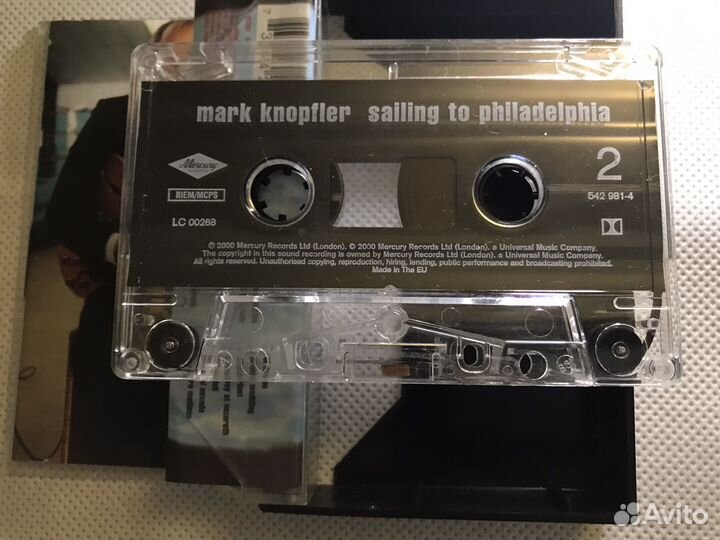 mark knopfler sailing to philadelphia
Mercury
RECORDS
2
BIEM/MCPS
542 981-4
LC 00268
℗ 2000 Mercury Records Ltd (London). © 2000 Mercury Records Ltd (London). a Universal Music Company.
The copyright in this sound recording is owned by Mercury Records Ltd (London). a Universal Music Company.
All rights reserved. Unauthorised copying, reproduction, hiring, lending, public performance and broadcasting prohibited.
Made in The EU
Avito